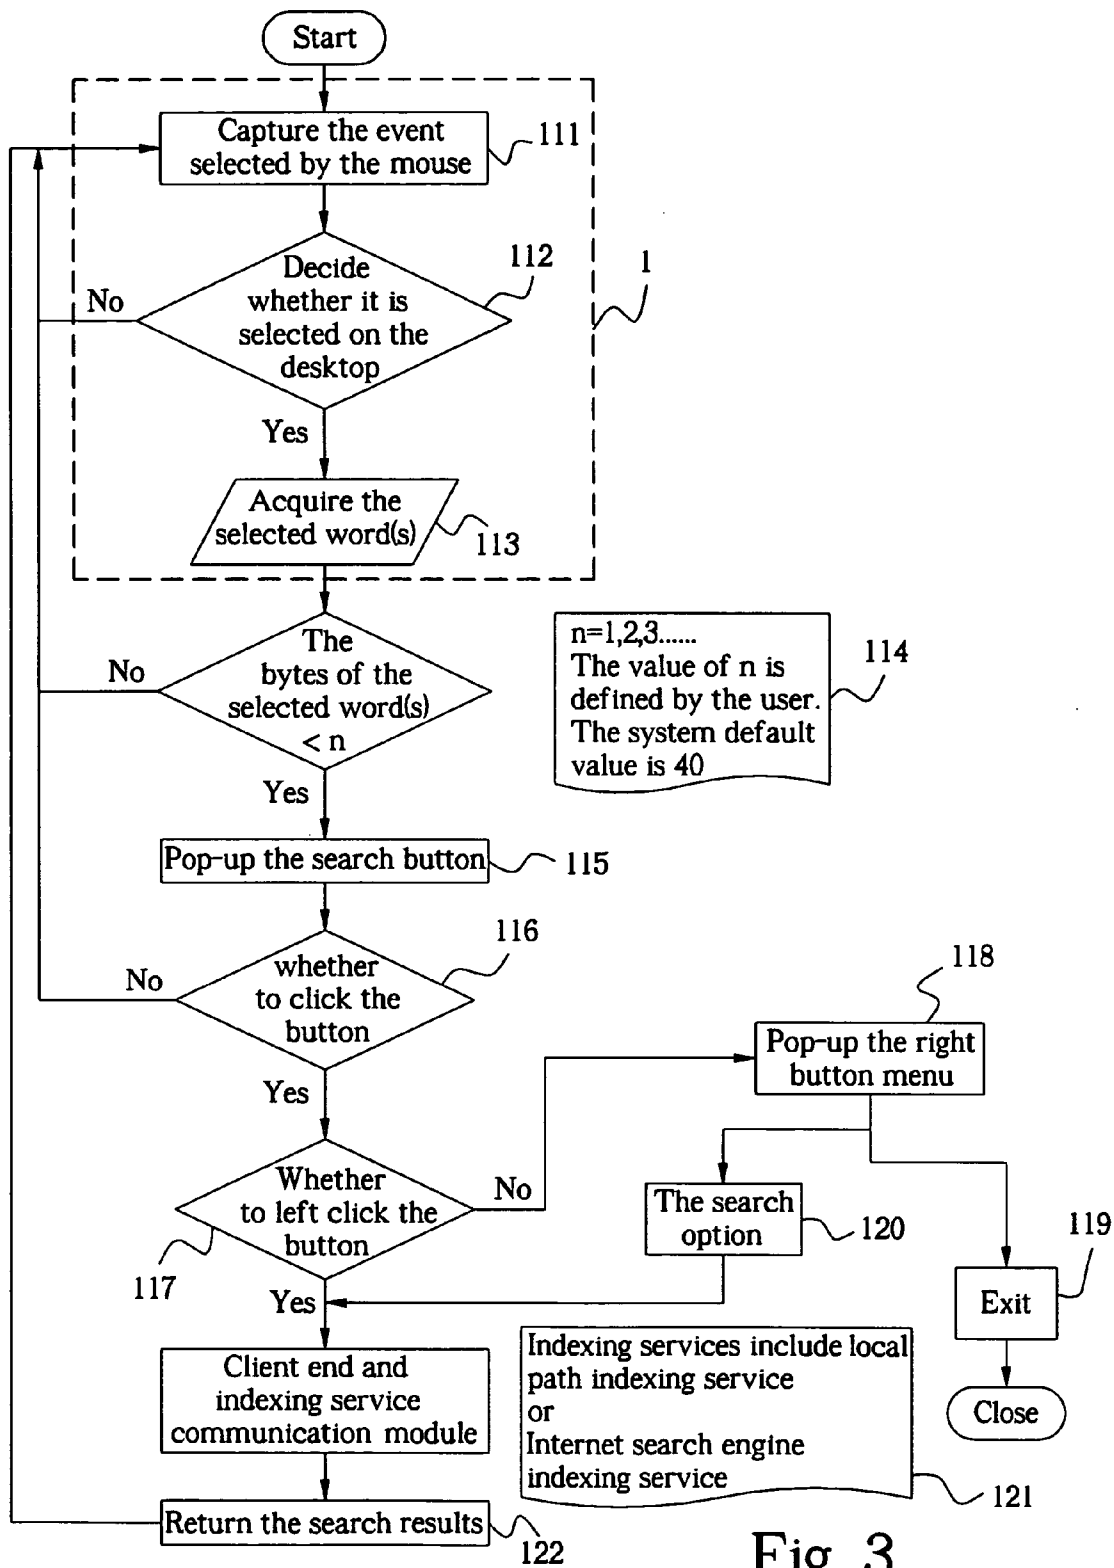 Start
Capture the event
selected by the mouse
111
1
Decide
whether it is
selected on the
desktop
112
No
Yes
Acquire the
selected word(s)
113
The
bytes of the
selected word(s)
< n
No
n=1,2,3......
The value of n is
defined by the user.
The system default
value is 40
114
Yes
Pop-up the search button
115
whether
to click the
button
116
No
Yes
118
Pop-up the right
button menu
Whether
to left click the
button
117
No
The search
option
120
119
Exit
Yes
Close
Client end and
indexing service
communication module
Indexing services include local
path indexing service
or
Internet search engine
indexing service
121
Return the search results
122
Fig. 3